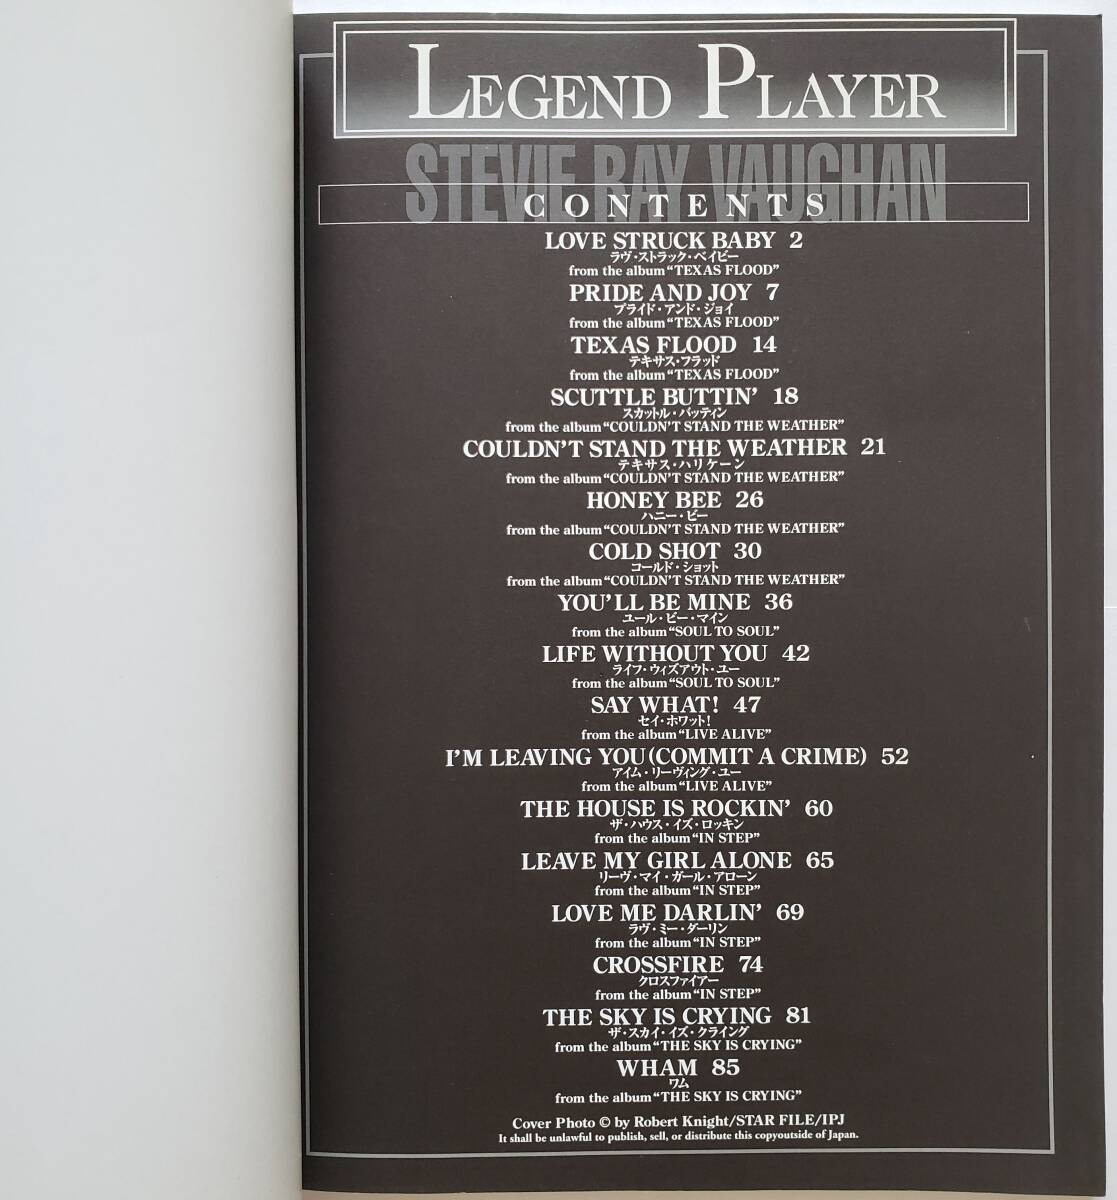 LEGEND PLAYER
STEVIE RAY VAUGHAN
CONTENTS
LOVE STRUCK BABY 2
ラヴ・ストラック・ベイビー
from the album “TEXAS FLOOD”
PRIDE AND JOY 7
プライド・アンド・ジョイ
from the album “TEXAS FLOOD”
TEXAS FLOOD 14
テキサス・フラッド
from the album “TEXAS FLOOD”
SCUTTLE BUTTIN’ 18
スカットル・バッティン
from the album “COULDN’T STAND THE WEATHER”
COULDN’T STAND THE WEATHER 21
テキサス・ハリケーン
from the album “COULDN’T STAND THE WEATHER”
HONEY BEE 26
ハニー・ビー
from the album “COULDN’T STAND THE WEATHER”
COLD SHOT 30
コールド・ショット
from the album “COULDN’T STAND THE WEATHER”
YOU’LL BE MINE 36
ユール・ビー・マイン
from the album “SOUL TO SOUL”
LIFE WITHOUT YOU 42
ライフ・ウィズアウト・ユー
from the album “SOUL TO SOUL”
SAY WHAT! 47
セイ・ホワット!
from the album “LIVE ALIVE”
I’M LEAVING YOU (COMMIT A CRIME) 52
アイム・リーヴィング・ユー
from the album “LIVE ALIVE”
THE HOUSE IS ROCKIN’ 60
ザ・ハウス・イズ・ロッキン
from the album “IN STEP”
LEAVE MY GIRL ALONE 65
リーヴ・マイ・ガール・アローン
from the album “IN STEP”
LOVE ME DARLIN’ 69
ラヴ・ミー・ダーリン
from the album “IN STEP”
CROSSFIRE 74
クロスファイアー
from the album “IN STEP”
THE SKY IS CRYING 81
ザ・スカイ・イズ・クライング
from the album “THE SKY IS CRYING”
WHAM 85
ワム
from the album “THE SKY IS CRYING”
Cover Photo © by Robert Knight/STAR FILE/IPJ
It shall be unlawful to publish, sell, or distribute this copyoutside of Japan.